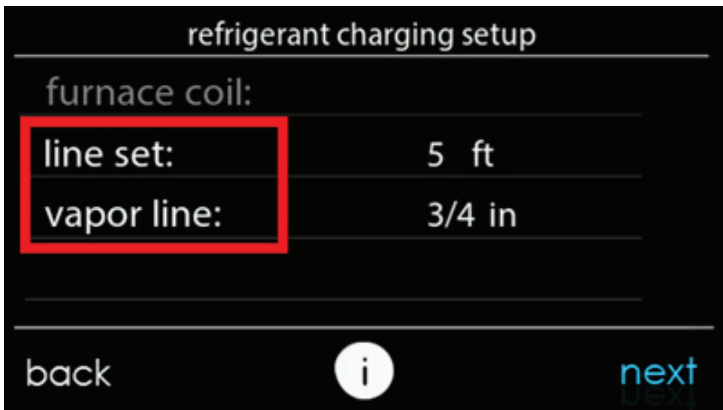 refrigerant charging setup
furnace coil:
line set: 5 ft
vapor line: 3/4 in
back i next